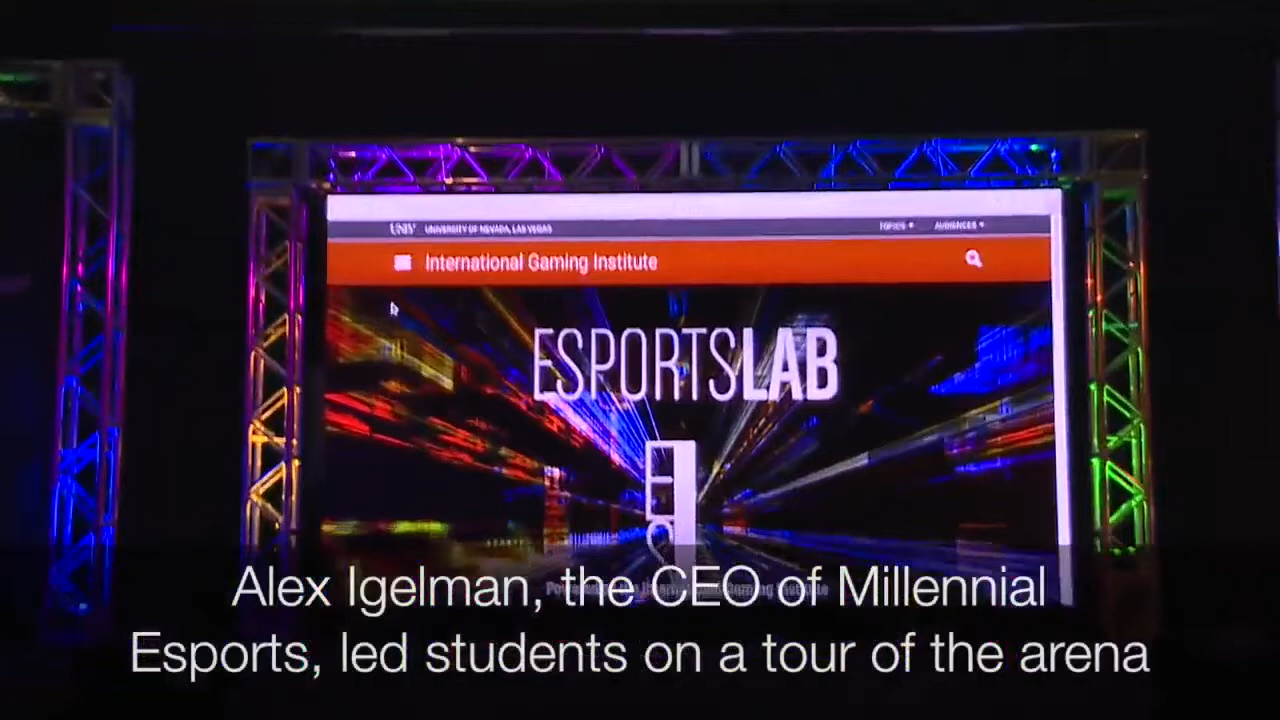 UNLV UNIVERSITY OF NEVADA, LAS VEGAS TOPICS AUDIENCES
International Gaming Institute
ESPORTSLAB
Alex Igelman, the CEO of Millennial
Esports, led students on a tour of the arena